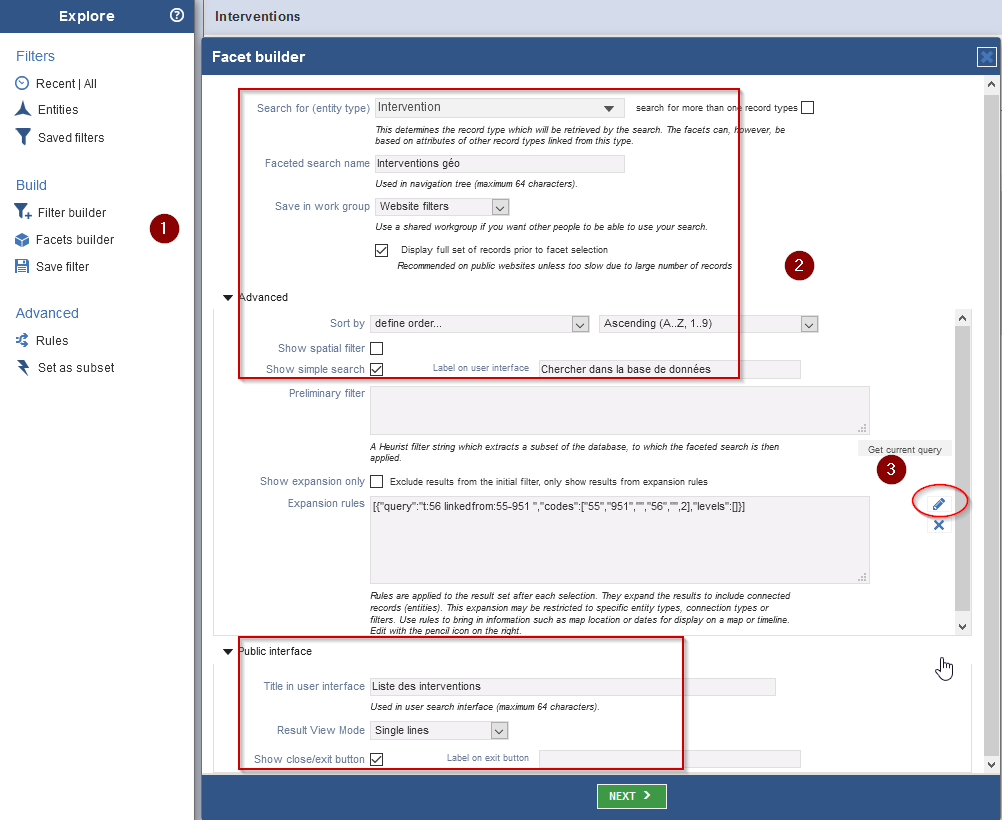 Explore
Filters
Recent | All
Entities
Saved filters
Build
Filter builder
Facets builder
Save filter
1
Advanced
Rules
Set as subset
Interventions
Facet builder
Search for (entity type) Intervention search for more than one record types
This determines the record type which will be retrieved by the search. The facets can, however, be
based on attributes of other record types linked from this type.
Faceted search name Interventions géo
Used in navigation tree (maximum 64 characters).
Save in work group Website filters
Use a shared workgroup if you want other people to be able to use your search.
Display full set of records prior to facet selection
Recommended on public websites unless too slow due to large number of records
2
Advanced
Sort by define order... Ascending (A..Z, 1..9)
Show spatial filter
Show simple search Label on user interface Chercher dans la base de données
Preliminary filter
A Heurist filter string which extracts a subset of the database, to which the faceted search is then
applied.
Get current query
3
Show expansion only Exclude results from the initial filter, only show results from expansion rules
Expansion rules [{"query":"t:56 linkedfrom:55-951 ","codes":["55","951","","56","",2],"levels":[]}]
Rules are applied to the result set after each selection. They expand the results to include connected
records (entities). This expansion may be restricted to specific entity types, connection types or
filters. Use rules to bring in information such as map location or dates for display on a map or timeline.
Edit with the pencil icon on the right.
Public interface
Title in user interface Liste des interventions
Used in user search interface (maximum 64 characters).
Result View Mode Single lines
Show close/exit button Label on exit button
NEXT